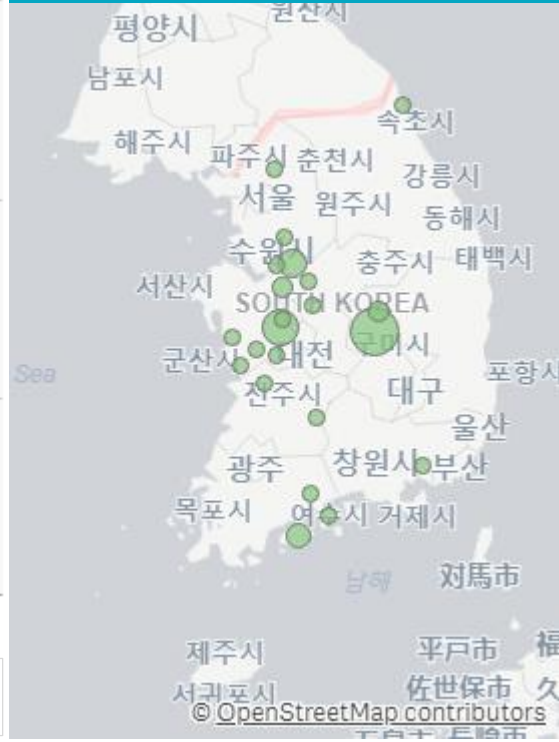 원산시
평양시
남포시
속초시
해주시
파주시 춘천시
강릉시
서울 원주시
동해시
수원시
충주시 태백시
서산시
SOUTH KOREA
구미시
군산시 대전
Sea
포항시
전주시 대구
울산
광주 창원시 부산
목포시 여수시 거제시
남해
対馬市
제주시 平戸市 福
佐世保市 久
서귀포시
© OpenStreetMap contributors